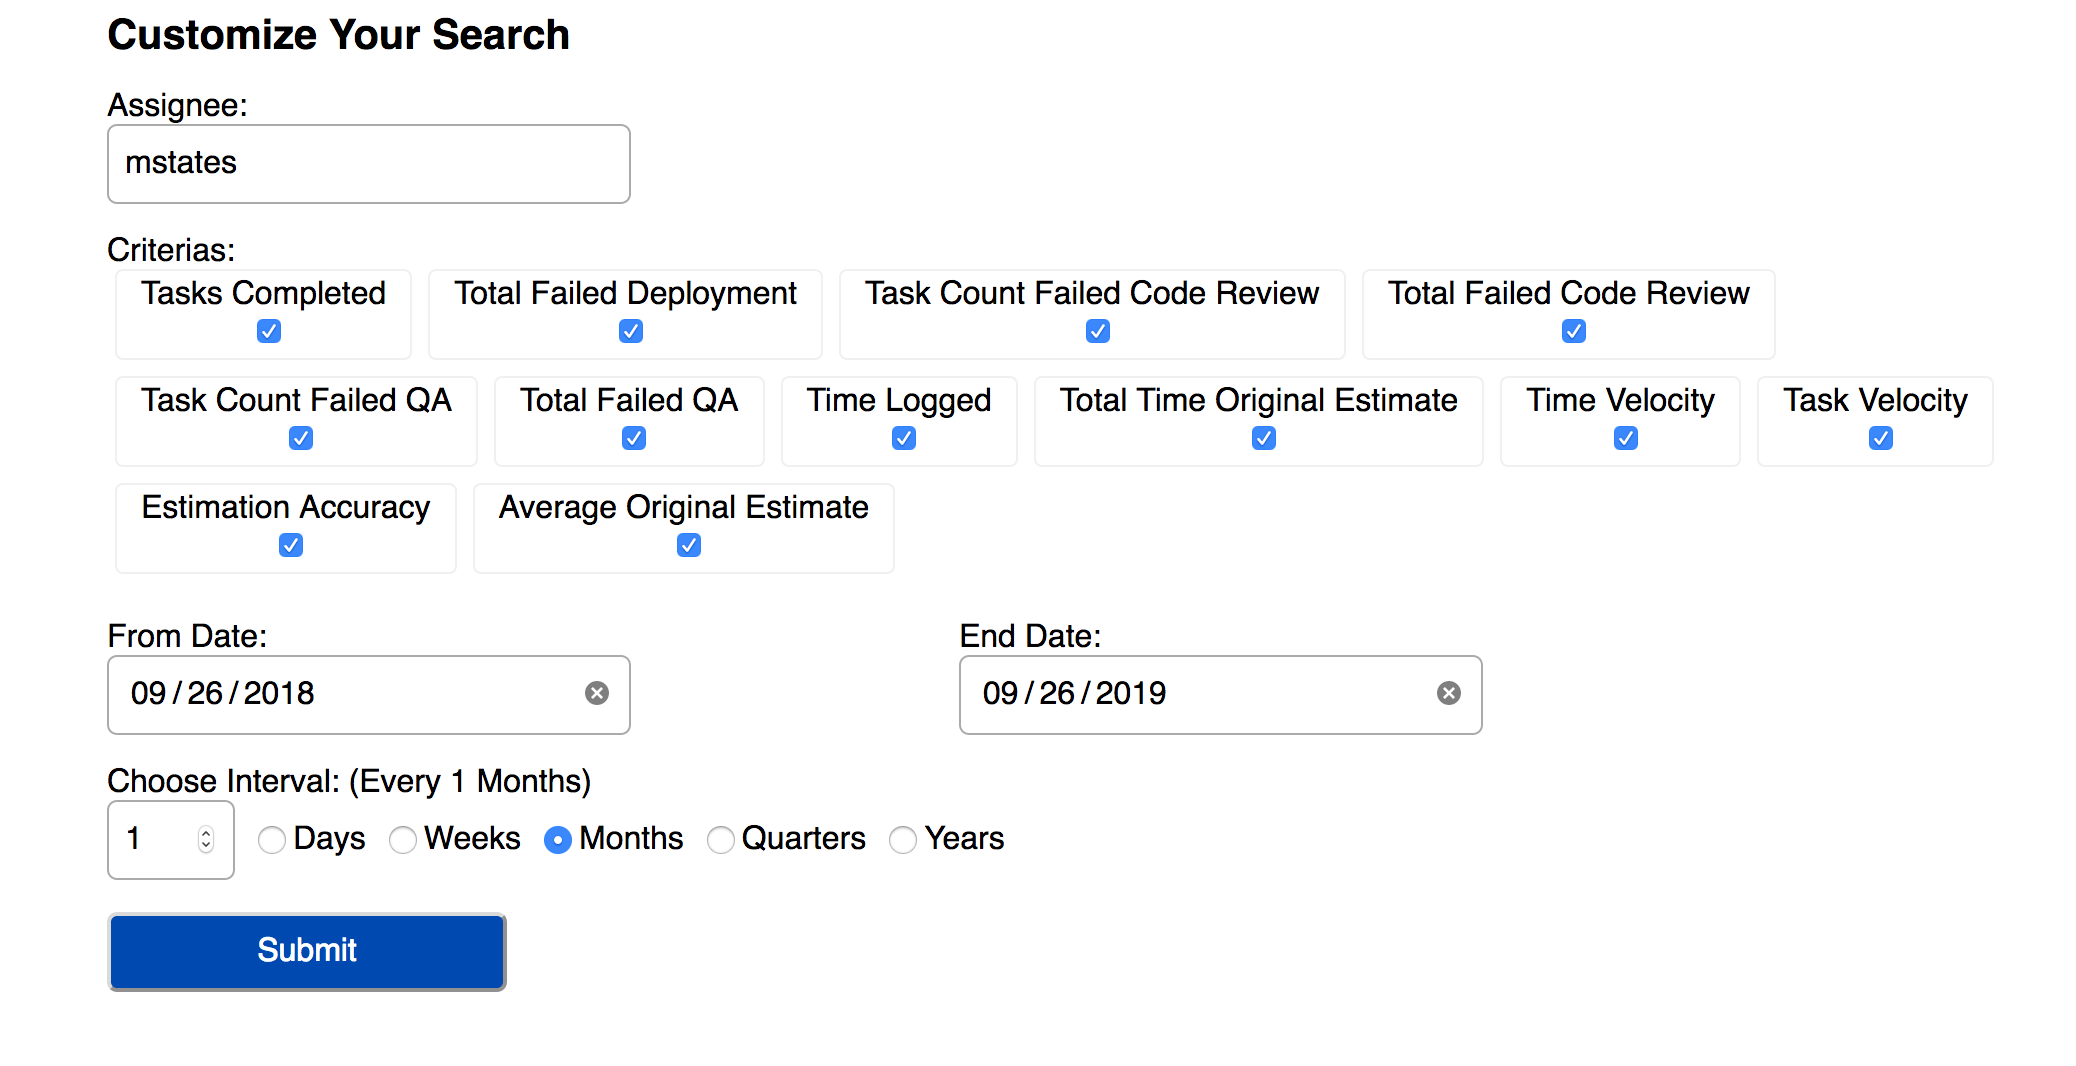 Customize Your Search
Assignee:
mstates
Criterias:
Tasks Completed Total Failed Deployment Task Count Failed Code Review Total Failed Code Review
Task Count Failed QA Total Failed QA Time Logged Total Time Original Estimate Time Velocity Task Velocity
Estimation Accuracy Average Original Estimate
From Date: End Date:
09/26/2018 09/26/2019
Choose Interval: (Every 1 Months)
1 Days Weeks Months Quarters Years
Submit